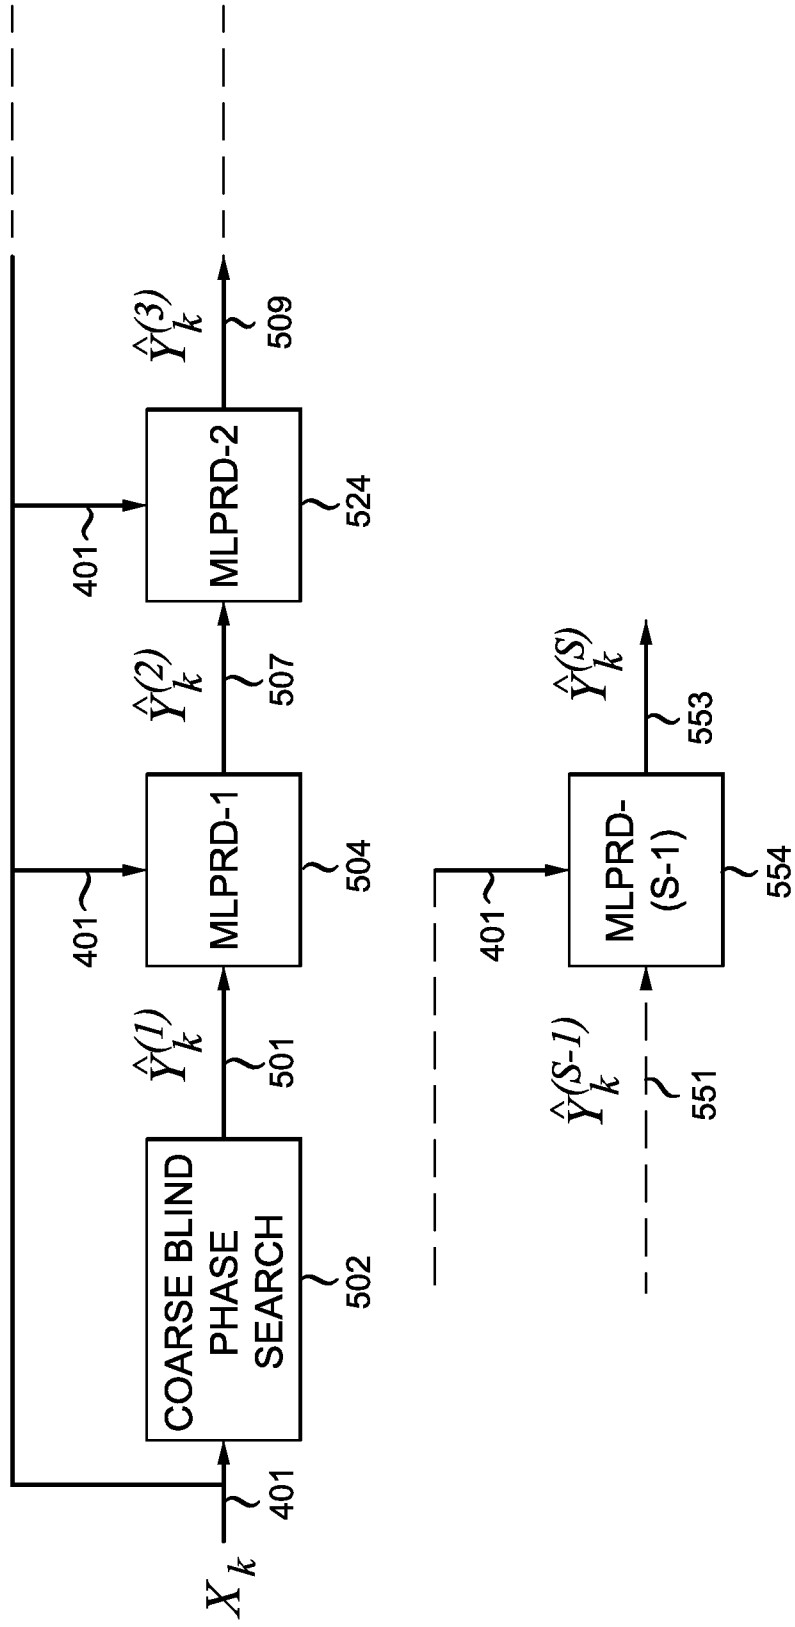 X_k
401
COARSE BLIND
PHASE
SEARCH
502
Ŷ_k^(1)
501
401
MLPRD-1
504
Ŷ_k^(2)
507
401
MLPRD-2
524
Ŷ_k^(3)
509
Ŷ_k^(S-1)
551
401
MLPRD-
(S-1)
554
Ŷ_k^(S)
553